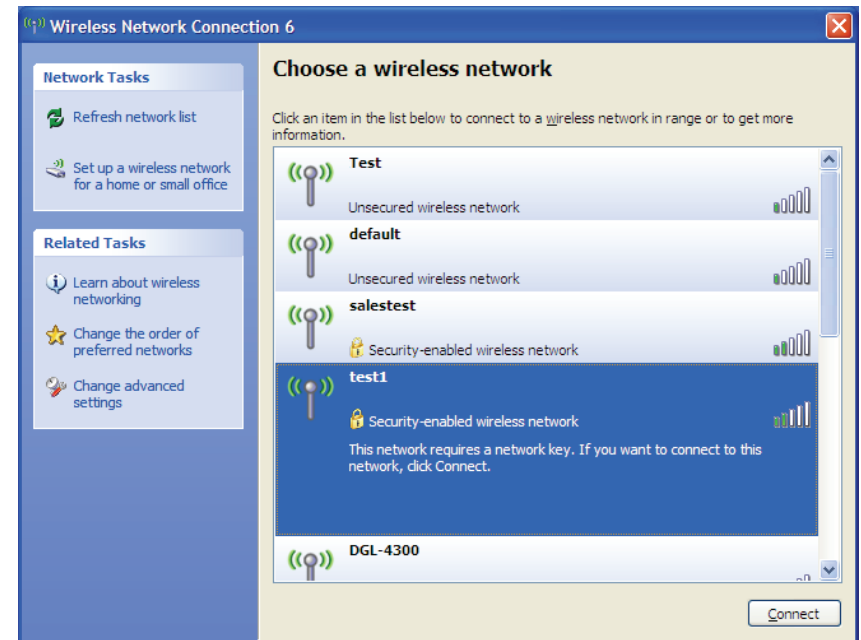 Wireless Network Connection 6
Network Tasks
Refresh network list
Set up a wireless network
for a home or small office
Related Tasks
Learn about wireless
networking
Change the order of
preferred networks
Change advanced
settings
Choose a wireless network
Click an item in the list below to connect to a wireless network in range or to get more
information.
Test
Unsecured wireless network
default
Unsecured wireless network
salestest
Security-enabled wireless network
test1
Security-enabled wireless network
This network requires a network key. If you want to connect to this
network, click Connect.
DGL-4300
Connect